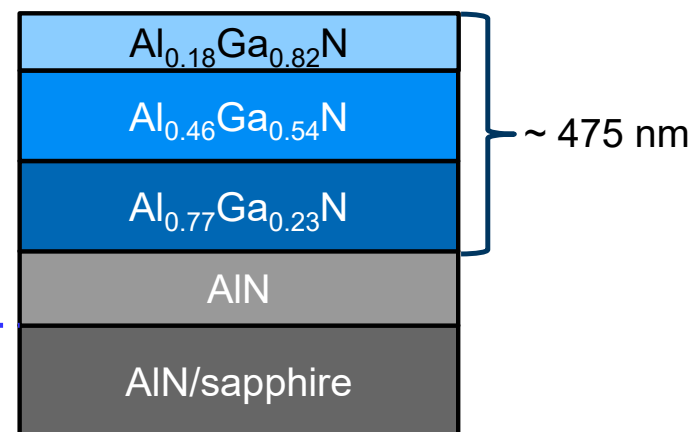 Al₀.₁₈Ga₀.₈₂N
Al₀.₄₆Ga₀.₅₄N
~ 475 nm
Al₀.₇₇Ga₀.₂₃N
AlN
AlN/sapphire